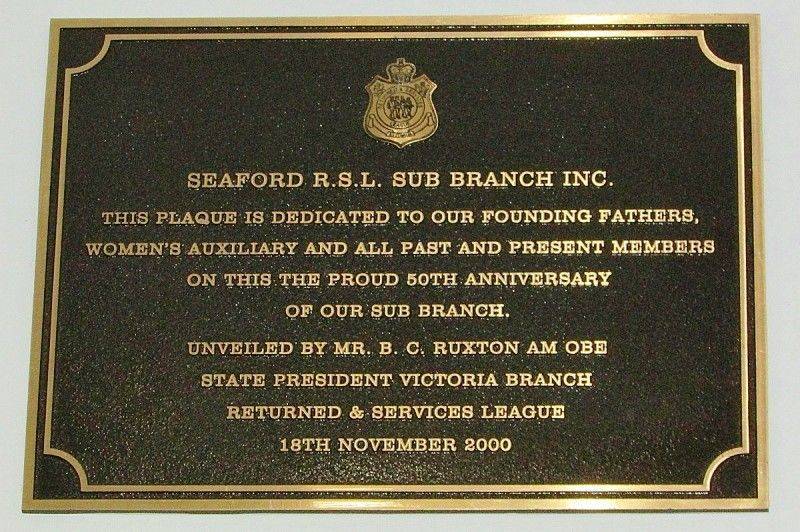 SEAFORD R.S.L. SUB BRANCH INC.
THIS PLAQUE IS DEDICATED TO OUR FOUNDING FATHERS,
WOMEN'S AUXILIARY AND ALL PAST AND PRESENT MEMBERS
ON THIS THE PROUD 50TH ANNIVERSARY
OF OUR SUB BRANCH.
UNVEILED BY MR. B. C. RUXTON AM OBE
STATE PRESIDENT VICTORIA BRANCH
RETURNED & SERVICES LEAGUE
18TH NOVEMBER 2000